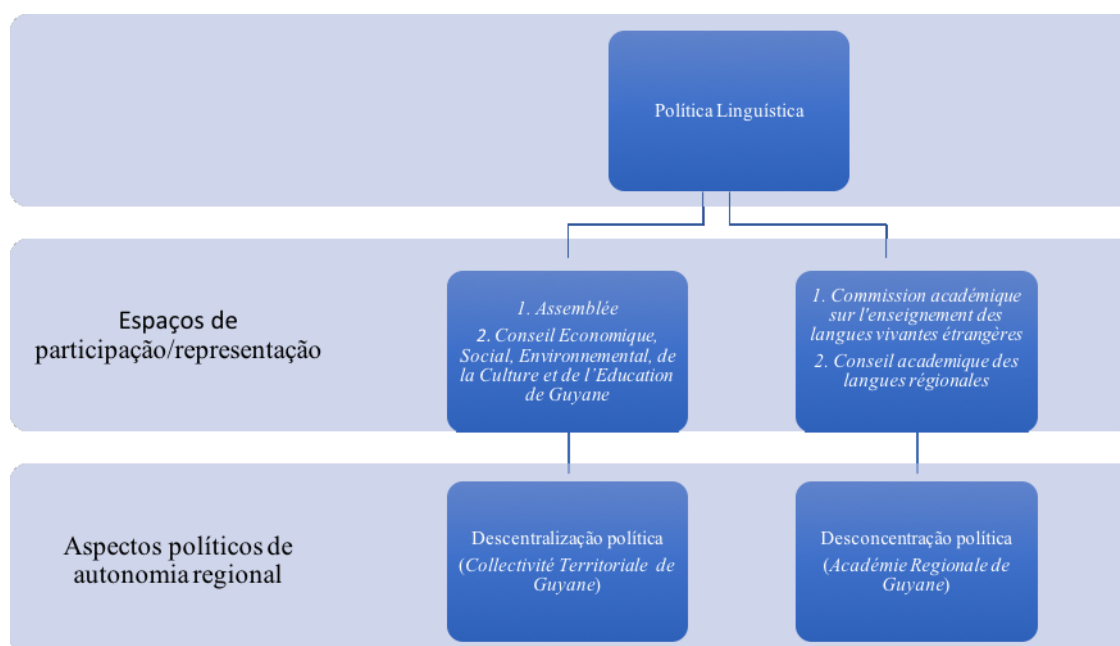 Política Linguística
Espaços de
participação/representação
1. Assemblée
2. Conseil Economique,
Social, Environnemental, de
la Culture et de l’Education
de Guyane
1. Commission académique
sur l'enseignement des
langues vivantes étrangères
2. Conseil academique des
langues régionales
Aspectos políticos de
autonomia regional
Descentralização política
(Collectivité Territoriale de
Guyane)
Desconcentração política
(Académie Regionale de
Guyane)